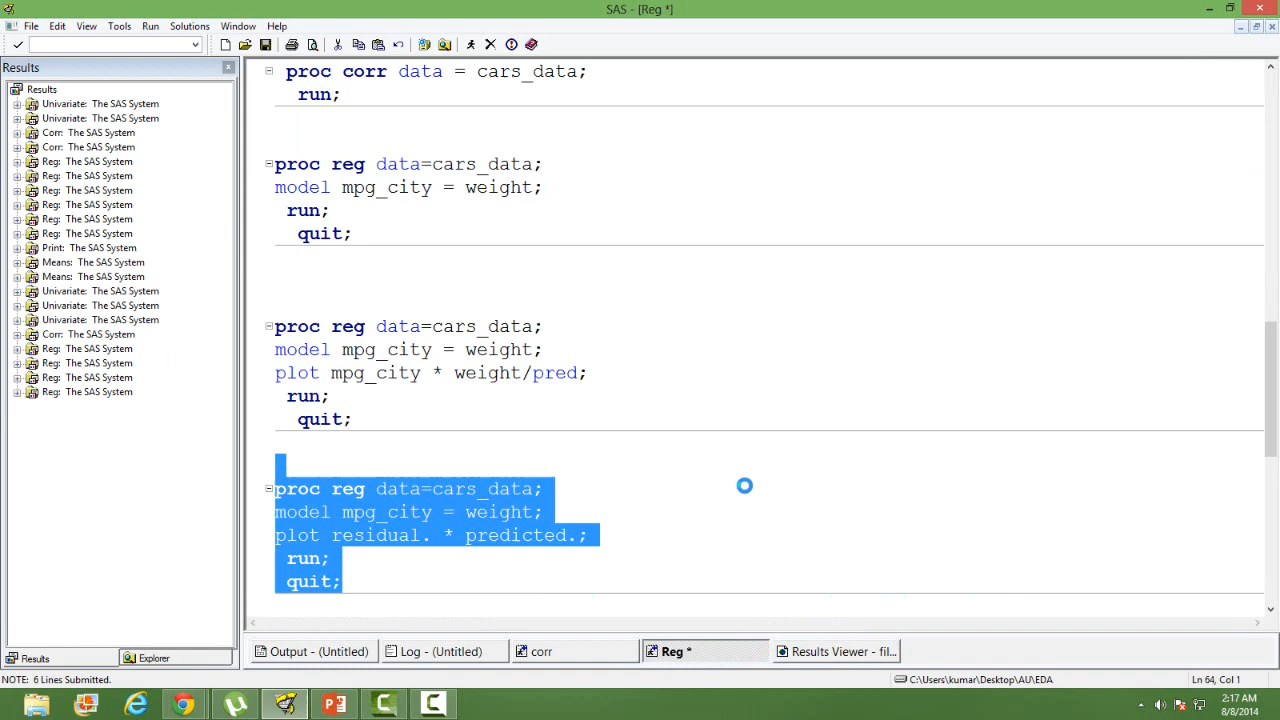 SAS - [Reg *]
File Edit View Tools Run Solutions Window Help
Results
Results
Univariate: The SAS System
Univariate: The SAS System
Corr: The SAS System
Corr: The SAS System
Reg: The SAS System
Reg: The SAS System
Reg: The SAS System
Reg: The SAS System
Reg: The SAS System
Reg: The SAS System
Print: The SAS System
Means: The SAS System
Means: The SAS System
Univariate: The SAS System
Univariate: The SAS System
Univariate: The SAS System
Corr: The SAS System
Reg: The SAS System
Reg: The SAS System
Reg: The SAS System
Reg: The SAS System
proc corr data = cars_data;
run;
proc reg data=cars_data;
model mpg_city = weight;
run;
quit;
proc reg data=cars_data;
model mpg_city = weight;
plot mpg_city * weight/pred;
run;
quit;
proc reg data=cars_data;
model mpg_city = weight;
plot residual. * predicted.;
run;
quit;
Results Explorer
Output - (Untitled) Log - (Untitled) corr Reg * Results Viewer - fil...
NOTE: 6 Lines Submitted. C:\Users\kumar\Desktop\AU\EDA Ln 64, Col 1
2:17 AM
8/8/2014